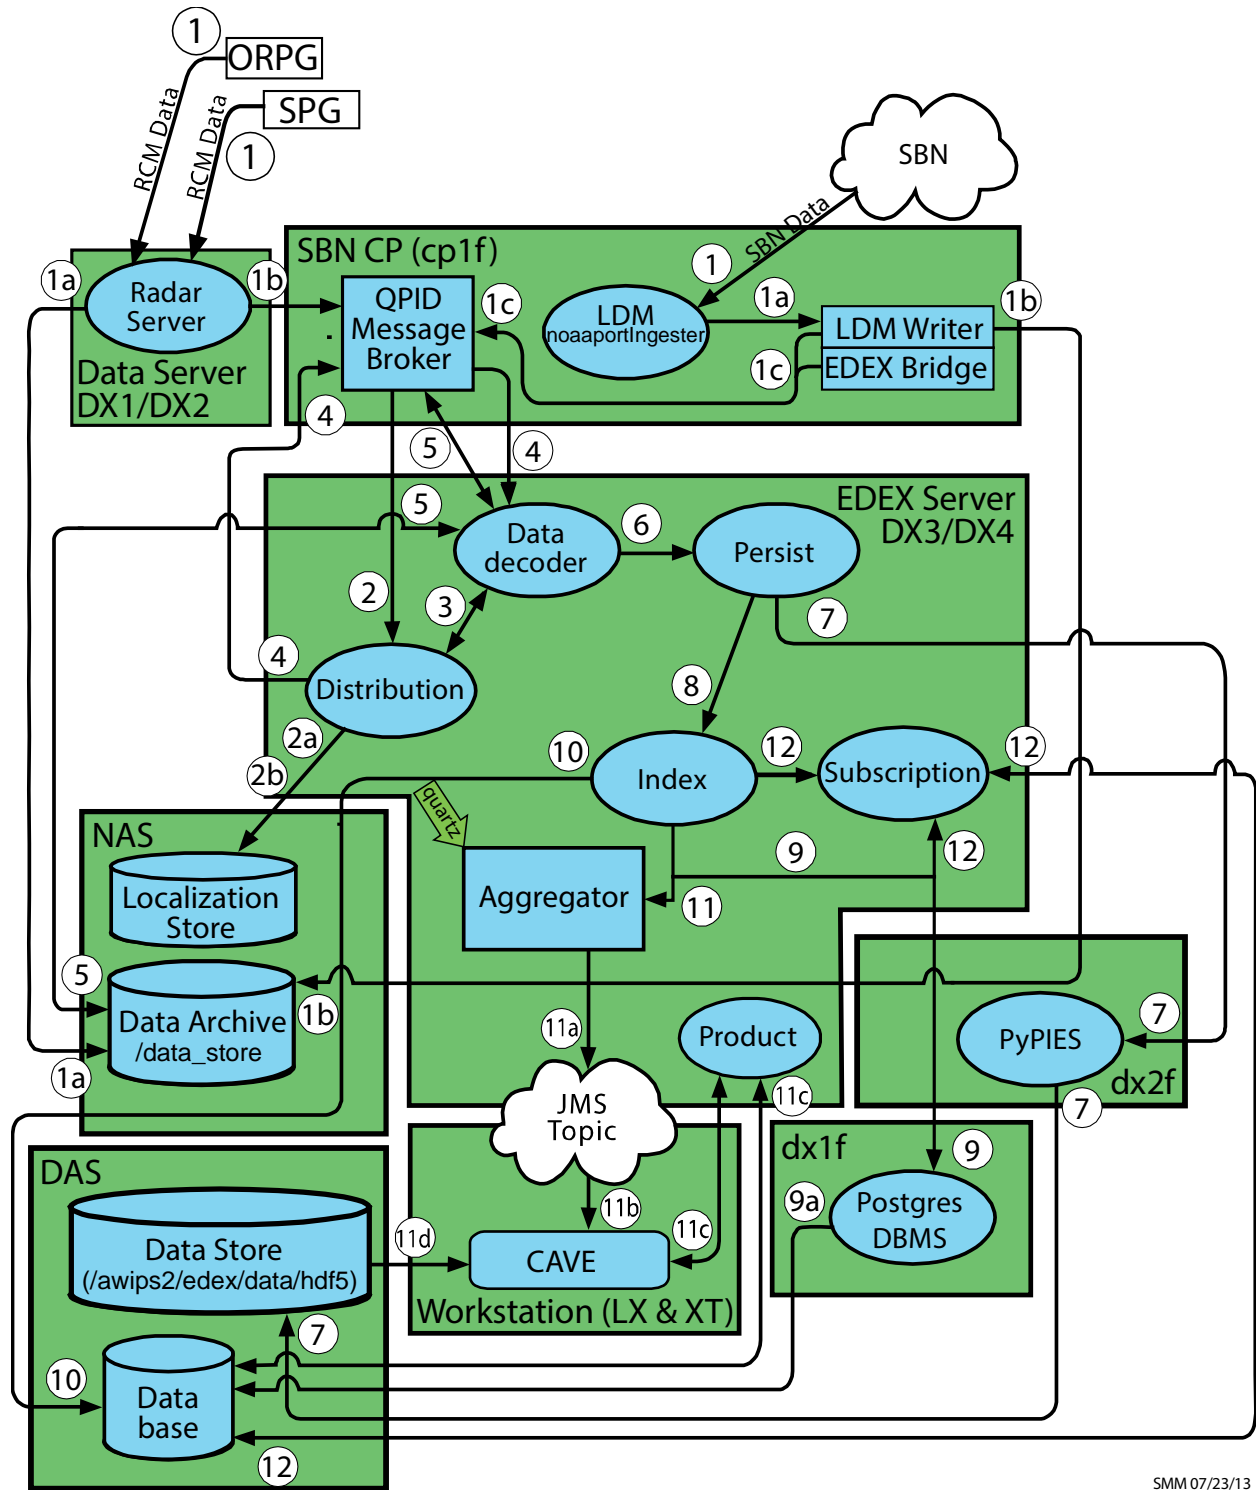 1
ORPG
RCM Data
SPG
RCM Data
1
SBN
SBN Data
SBN CP (cp1f)
1
1a
Radar
Server
1b
QPID
Message
Broker
1c
LDM
noaaportIngester
1a
LDM Writer
EDEX Bridge
1b
1c
Data Server
DX1/DX2
4
5
4
EDEX Server
DX3/DX4
5
Data
decoder
6
Persist
2
3
7
4
Distribution
8
2a
2b
10
Index
12
Subscription
12
quartz
NAS
Localization
Store
Aggregator
9
12
11
5
Data Archive
/data_store
1b
1a
11a
Product
PyPIES
7
dx2f
JMS
Topic
11c
7
DAS
dx1f
9
Data Store
(/awips2/edex/data/hdf5)
11d
11b
11c
CAVE
9a
Postgres
DBMS
Workstation (LX & XT)
7
10
Data
base
12
SMM 07/23/13